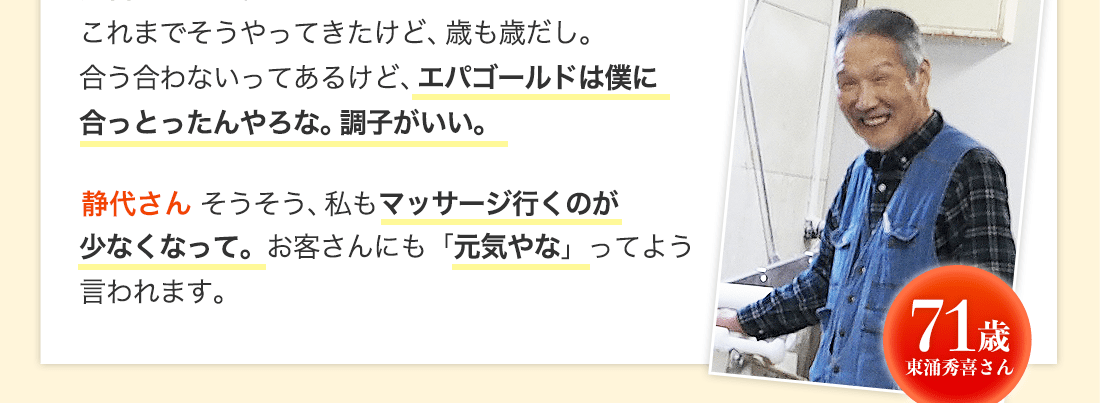 これまでそうやってきたけど、歳も歳だし。
合う合わないってあるけど、エパゴールドは僕に
合っとったんやろな。調子がいい。
静代さん そうそう、私もマッサージ行くのが
少なくなって。お客さんにも「元気やな」ってよう
言われます。
71歳
東涌秀喜さん